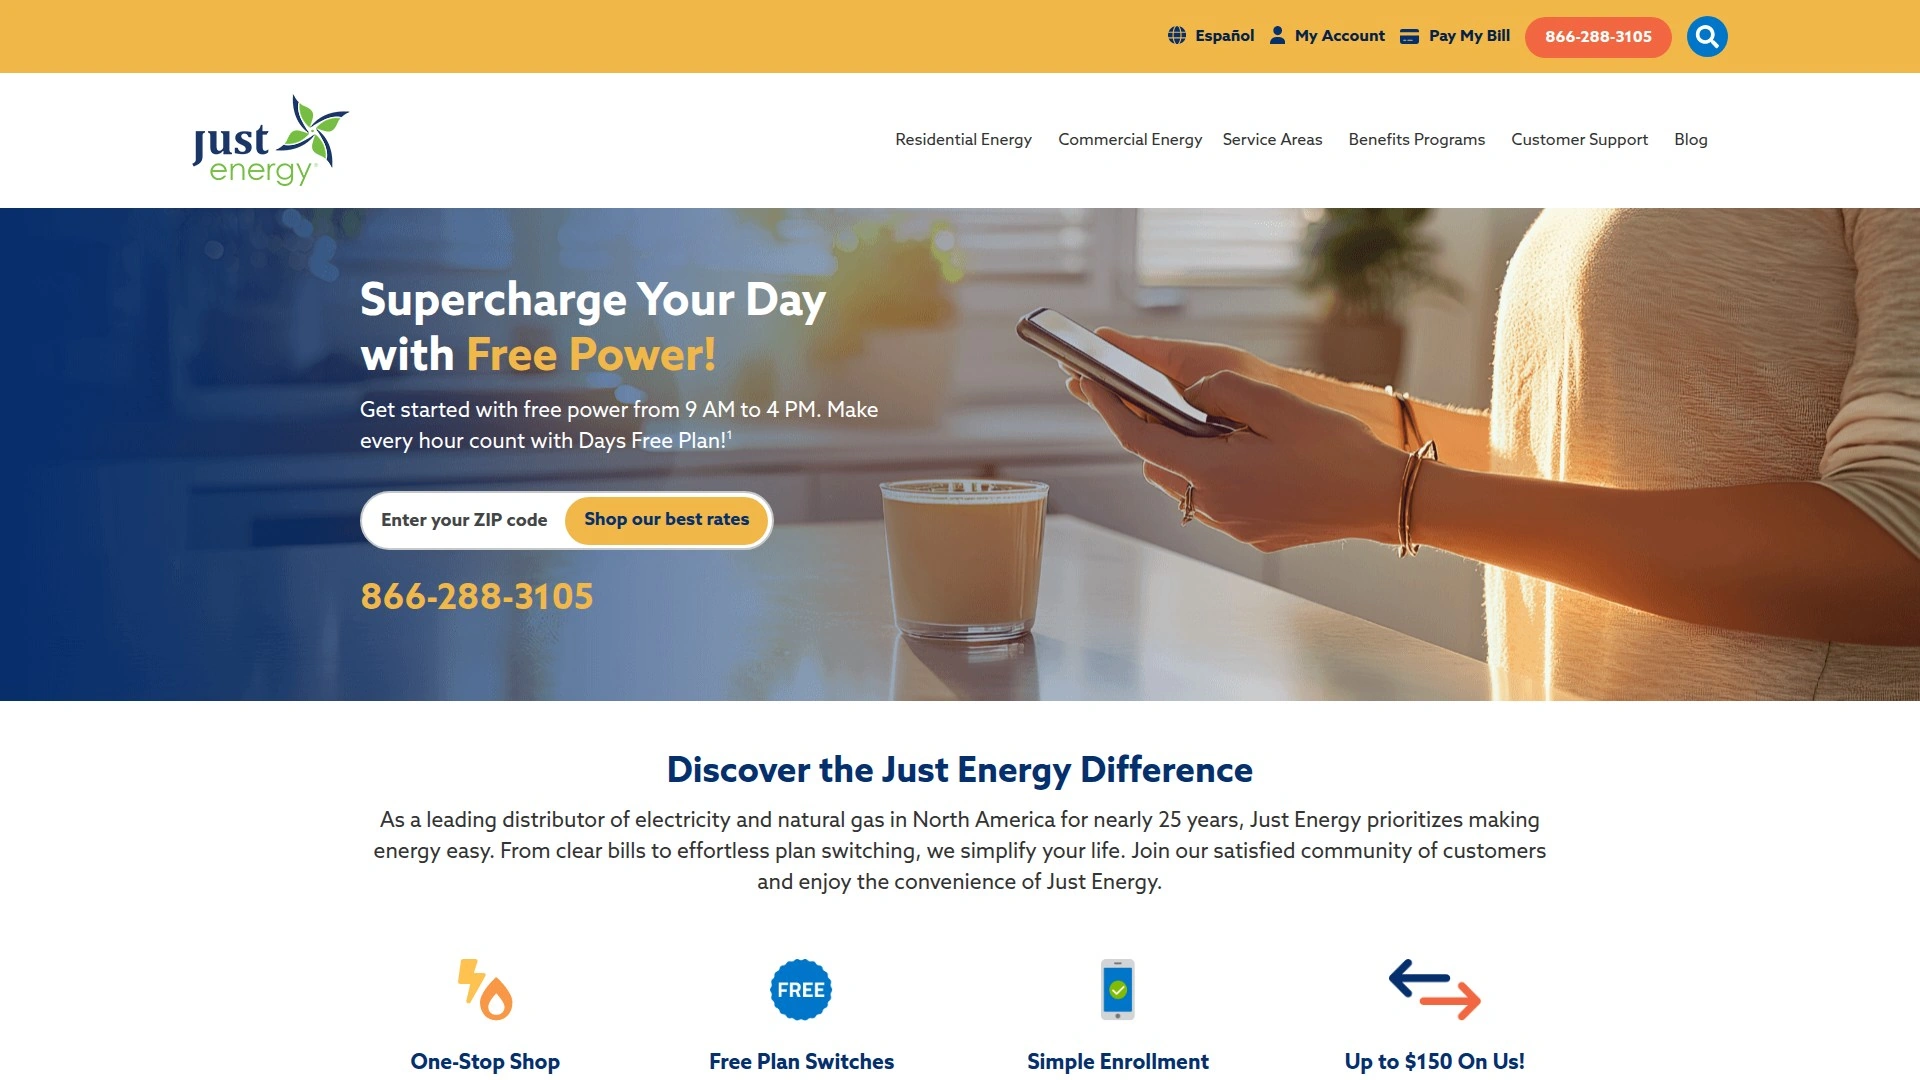 Español My Account Pay My Bill 866-288-3105
just
energy
Residential Energy Commercial Energy Service Areas Benefits Programs Customer Support Blog
Supercharge Your Day
with Free Power!
Get started with free power from 9 AM to 4 PM. Make
every hour count with Days Free Plan!1
Enter your ZIP code Shop our best rates
866-288-3105
Discover the Just Energy Difference
As a leading distributor of electricity and natural gas in North America for nearly 25 years, Just Energy prioritizes making
energy easy. From clear bills to effortless plan switching, we simplify your life. Join our satisfied community of customers
and enjoy the convenience of Just Energy.
FREE
One-Stop Shop Free Plan Switches Simple Enrollment Up to $150 On Us!